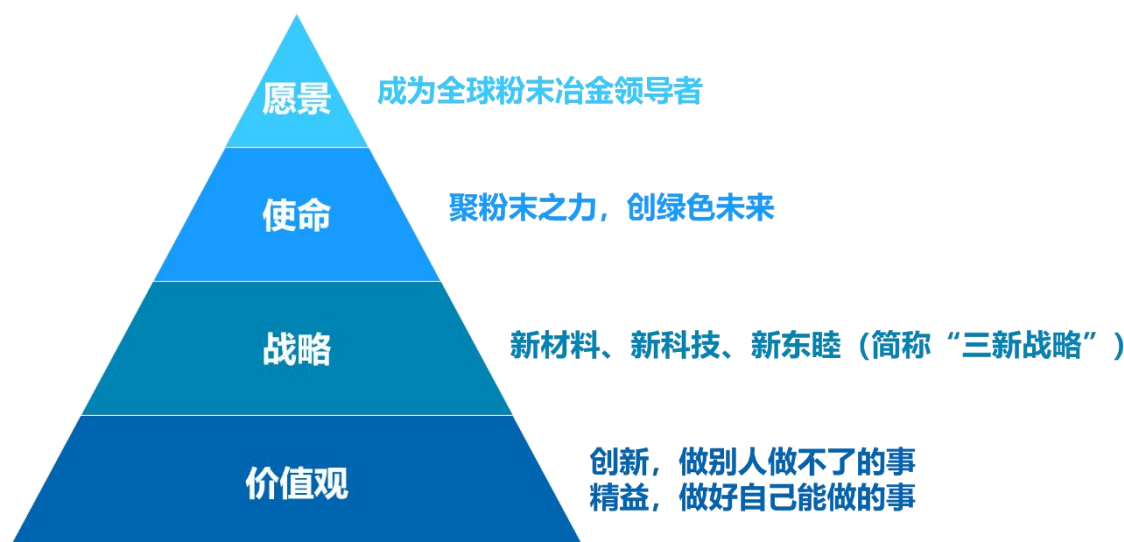 愿景
成为全球粉末冶金领导者
使命
聚粉末之力，创绿色未来
战略
新材料、新科技、新东睦（简称“三新战略”）
价值观
创新，做别人做不了的事
精益，做好自己能做的事